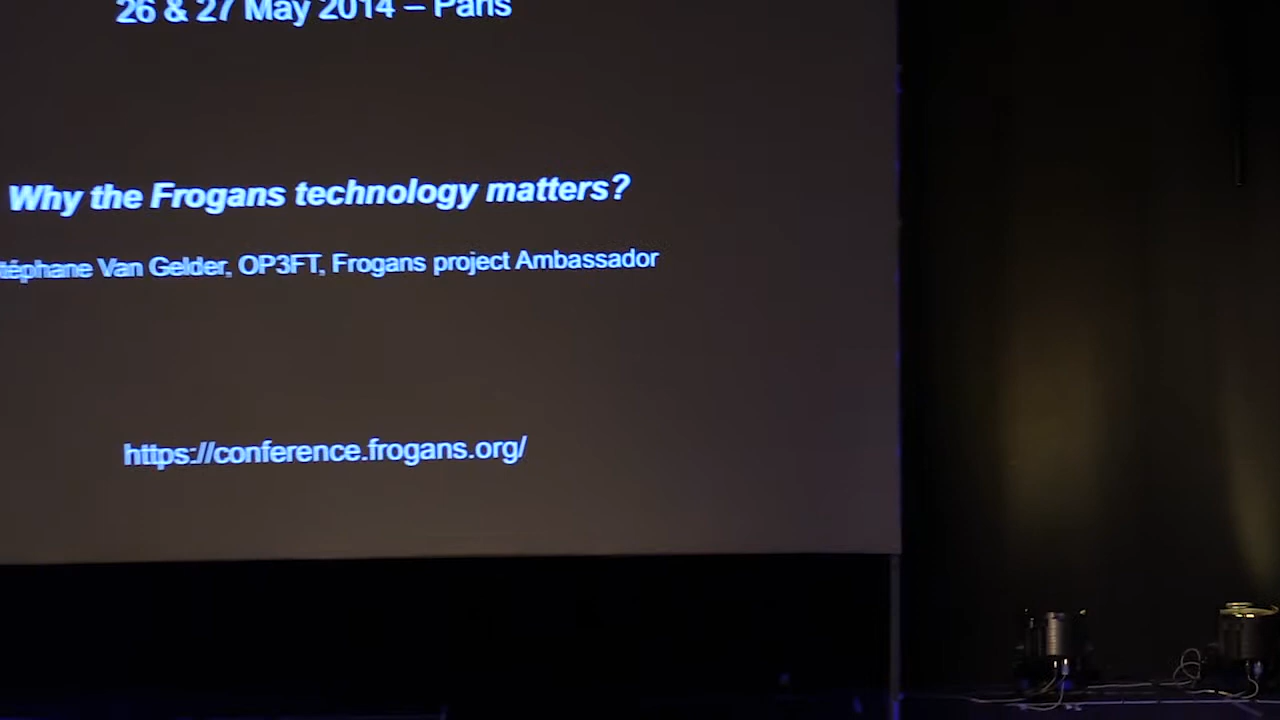 26 & 27 May 2014 – Paris
Why the Frogans technology matters?
téphane Van Gelder, OP3FT, Frogans project Ambassador
https://conference.frogans.org/